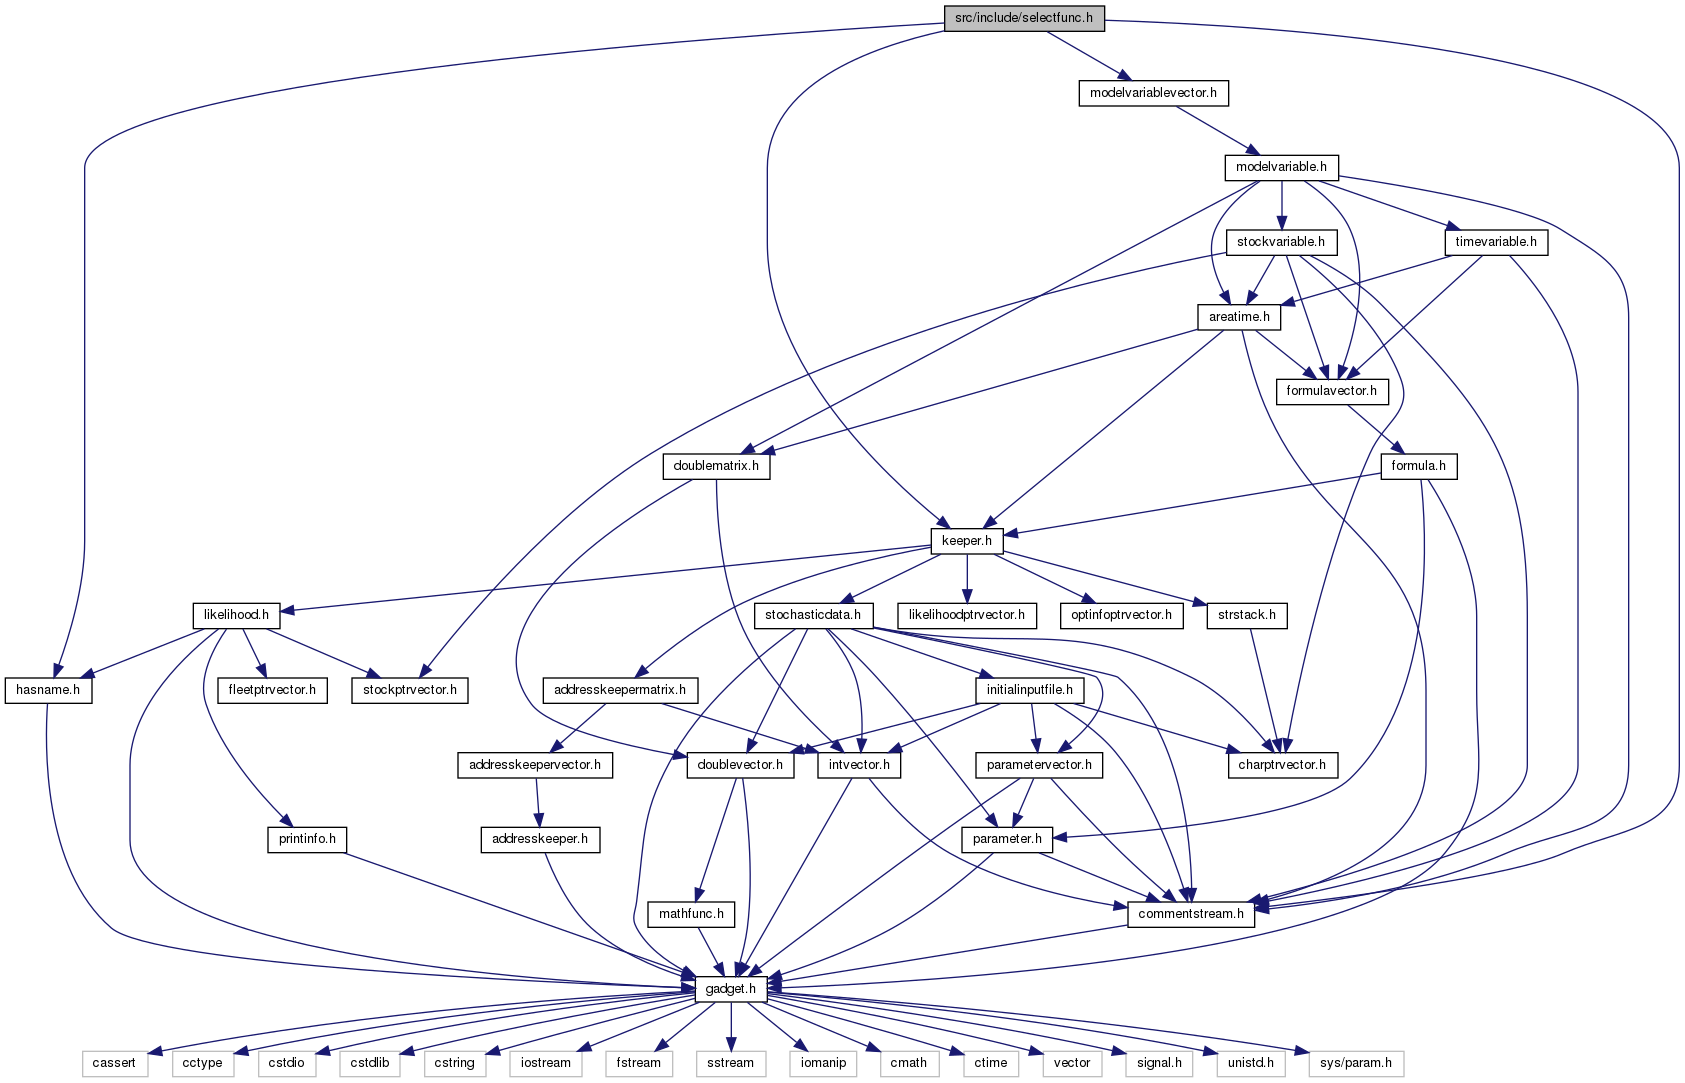 src/include/selectfunc.h
modelvariablevector.h
modelvariable.h
stockvariable.h
timevariable.h
areatime.h
formulavector.h
doublematrix.h
formula.h
keeper.h
likelihood.h
stochasticdata.h
likelihoodptrvector.h
optinfoptrvector.h
strstack.h
hasname.h
fleetptrvector.h
stockptrvector.h
addresskeepermatrix.h
initialinputfile.h
addresskeepervector.h
doublevector.h
intvector.h
parametervector.h
charptrvector.h
printinfo.h
addresskeeper.h
parameter.h
mathfunc.h
commentstream.h
gadget.h
cassert
cctype
cstdio
cstdlib
cstring
iostream
fstream
sstream
iomanip
cmath
ctime
vector
signal.h
unistd.h
sys/param.h